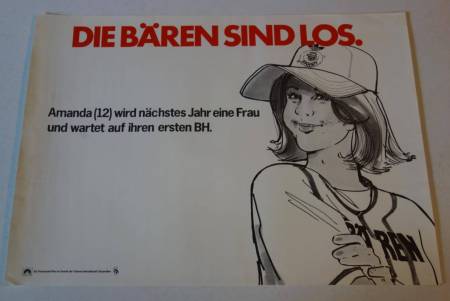 DIE BÄREN SIND LOS.
Amanda (12) wird nächstes Jahr eine Frau
und wartet auf ihren ersten BH.